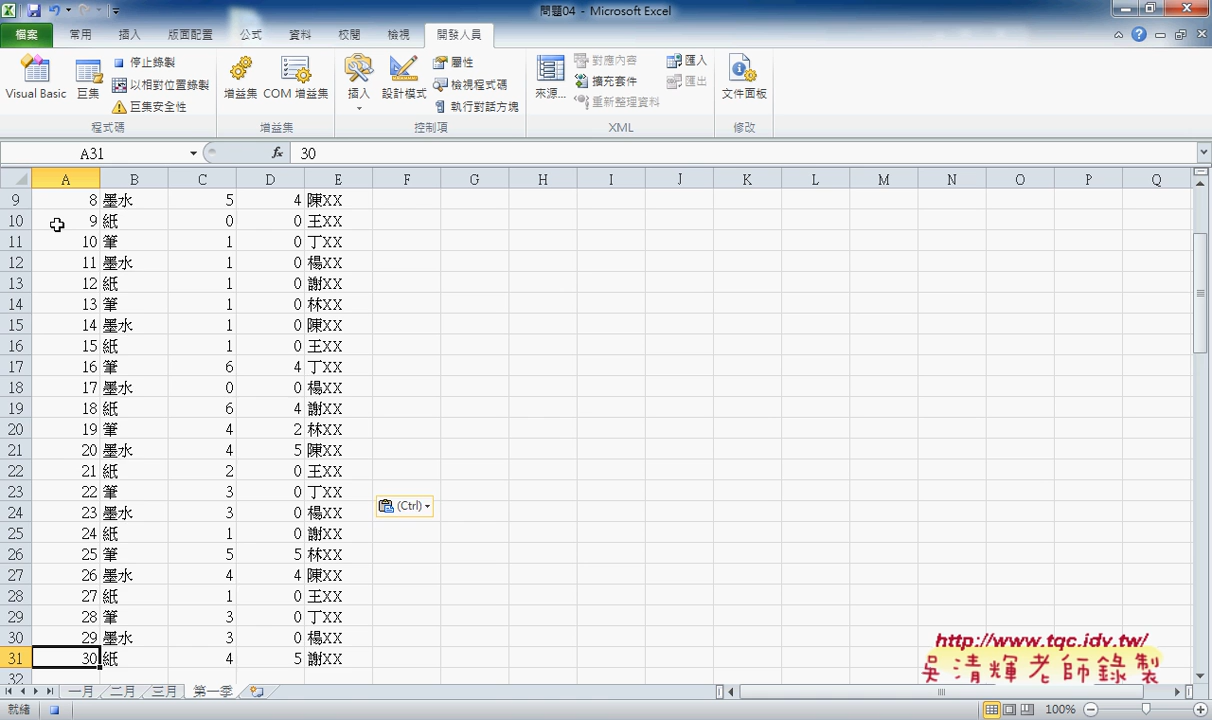 問題04 - Microsoft Excel
檔案 常用 插入 版面配置 公式 資料 校閱 檢視 開發人員
Visual Basic 巨集 停止錄製 以相對位置錄製 巨集安全性 程式碼
增益集 COM 增益集 增益集
插入 設計模式 屬性 檢視程式碼 執行對話方塊 控制項
來源... 對應內容 擴充套件 重新整理資料 匯入 匯出 XML
文件面板 修改
A31 fx 30
A B C D E F G H I J K L M N O P Q
9 8 墨水 5 4 陳XX
10 9 紙 0 0 王XX
11 10 筆 1 0 丁XX
12 11 墨水 1 0 楊XX
13 12 紙 1 0 謝XX
14 13 筆 1 0 林XX
15 14 墨水 1 0 陳XX
16 15 紙 1 0 王XX
17 16 筆 6 4 丁XX
18 17 墨水 0 0 楊XX
19 18 紙 6 4 謝XX
20 19 筆 4 2 林XX
21 20 墨水 4 5 陳XX
22 21 紙 2 0 王XX
23 22 筆 3 0 丁XX
24 23 墨水 3 0 楊XX
(Ctrl)
25 24 紙 1 0 謝XX
26 25 筆 5 5 林XX
27 26 墨水 4 4 陳XX
28 27 紙 1 0 王XX
29 28 筆 3 0 丁XX
30 29 墨水 3 0 楊XX
31 30 紙 4 5 謝XX
32
http://www.tqc.idv.tw/
吳清輝老師錄製
一月 二月 三月 第一季
就緒 100%